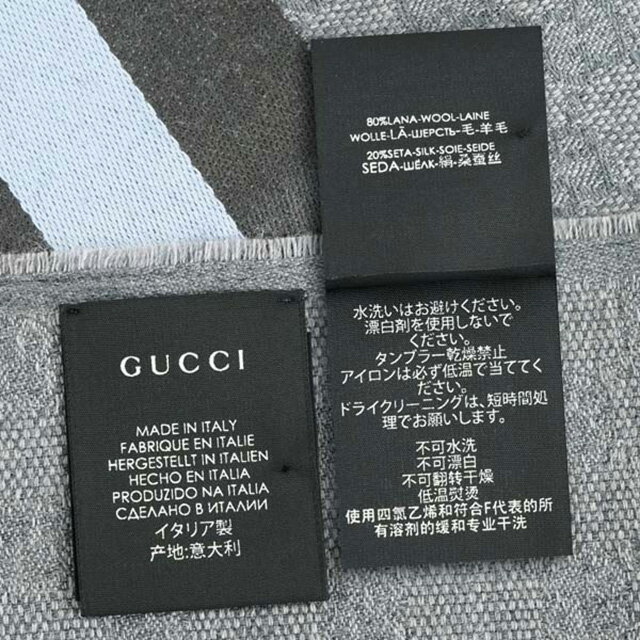 80%LANA-WOOL-LAINE
WOLLE-LÃ-ШЕРСТЬ-毛-羊毛
20%SETA-SILK-SOIE-SEIDE
SEDA-ШЁЛК-絹-桑蚕丝
水洗いはお避けください。
漂白剤を使用しないで
ください。
タンブラー乾燥禁止
アイロンは必ず低温で当ててく
ださい。
ドライクリーニングは、短時間処
理でお願いします。
不可水洗
不可漂白
不可翻转干燥
低温熨烫
使用四氯乙烯和符合F代表的所
有溶剂的缓和专业干洗
GUCCI
MADE IN ITALY
FABRIQUE EN ITALIE
HERGESTELLT IN ITALIEN
HECHO EN ITALIA
PRODUZIDO NA ITALIA
СДЕЛАНО В ИТАЛИИ
イタリア製
产地:意大利